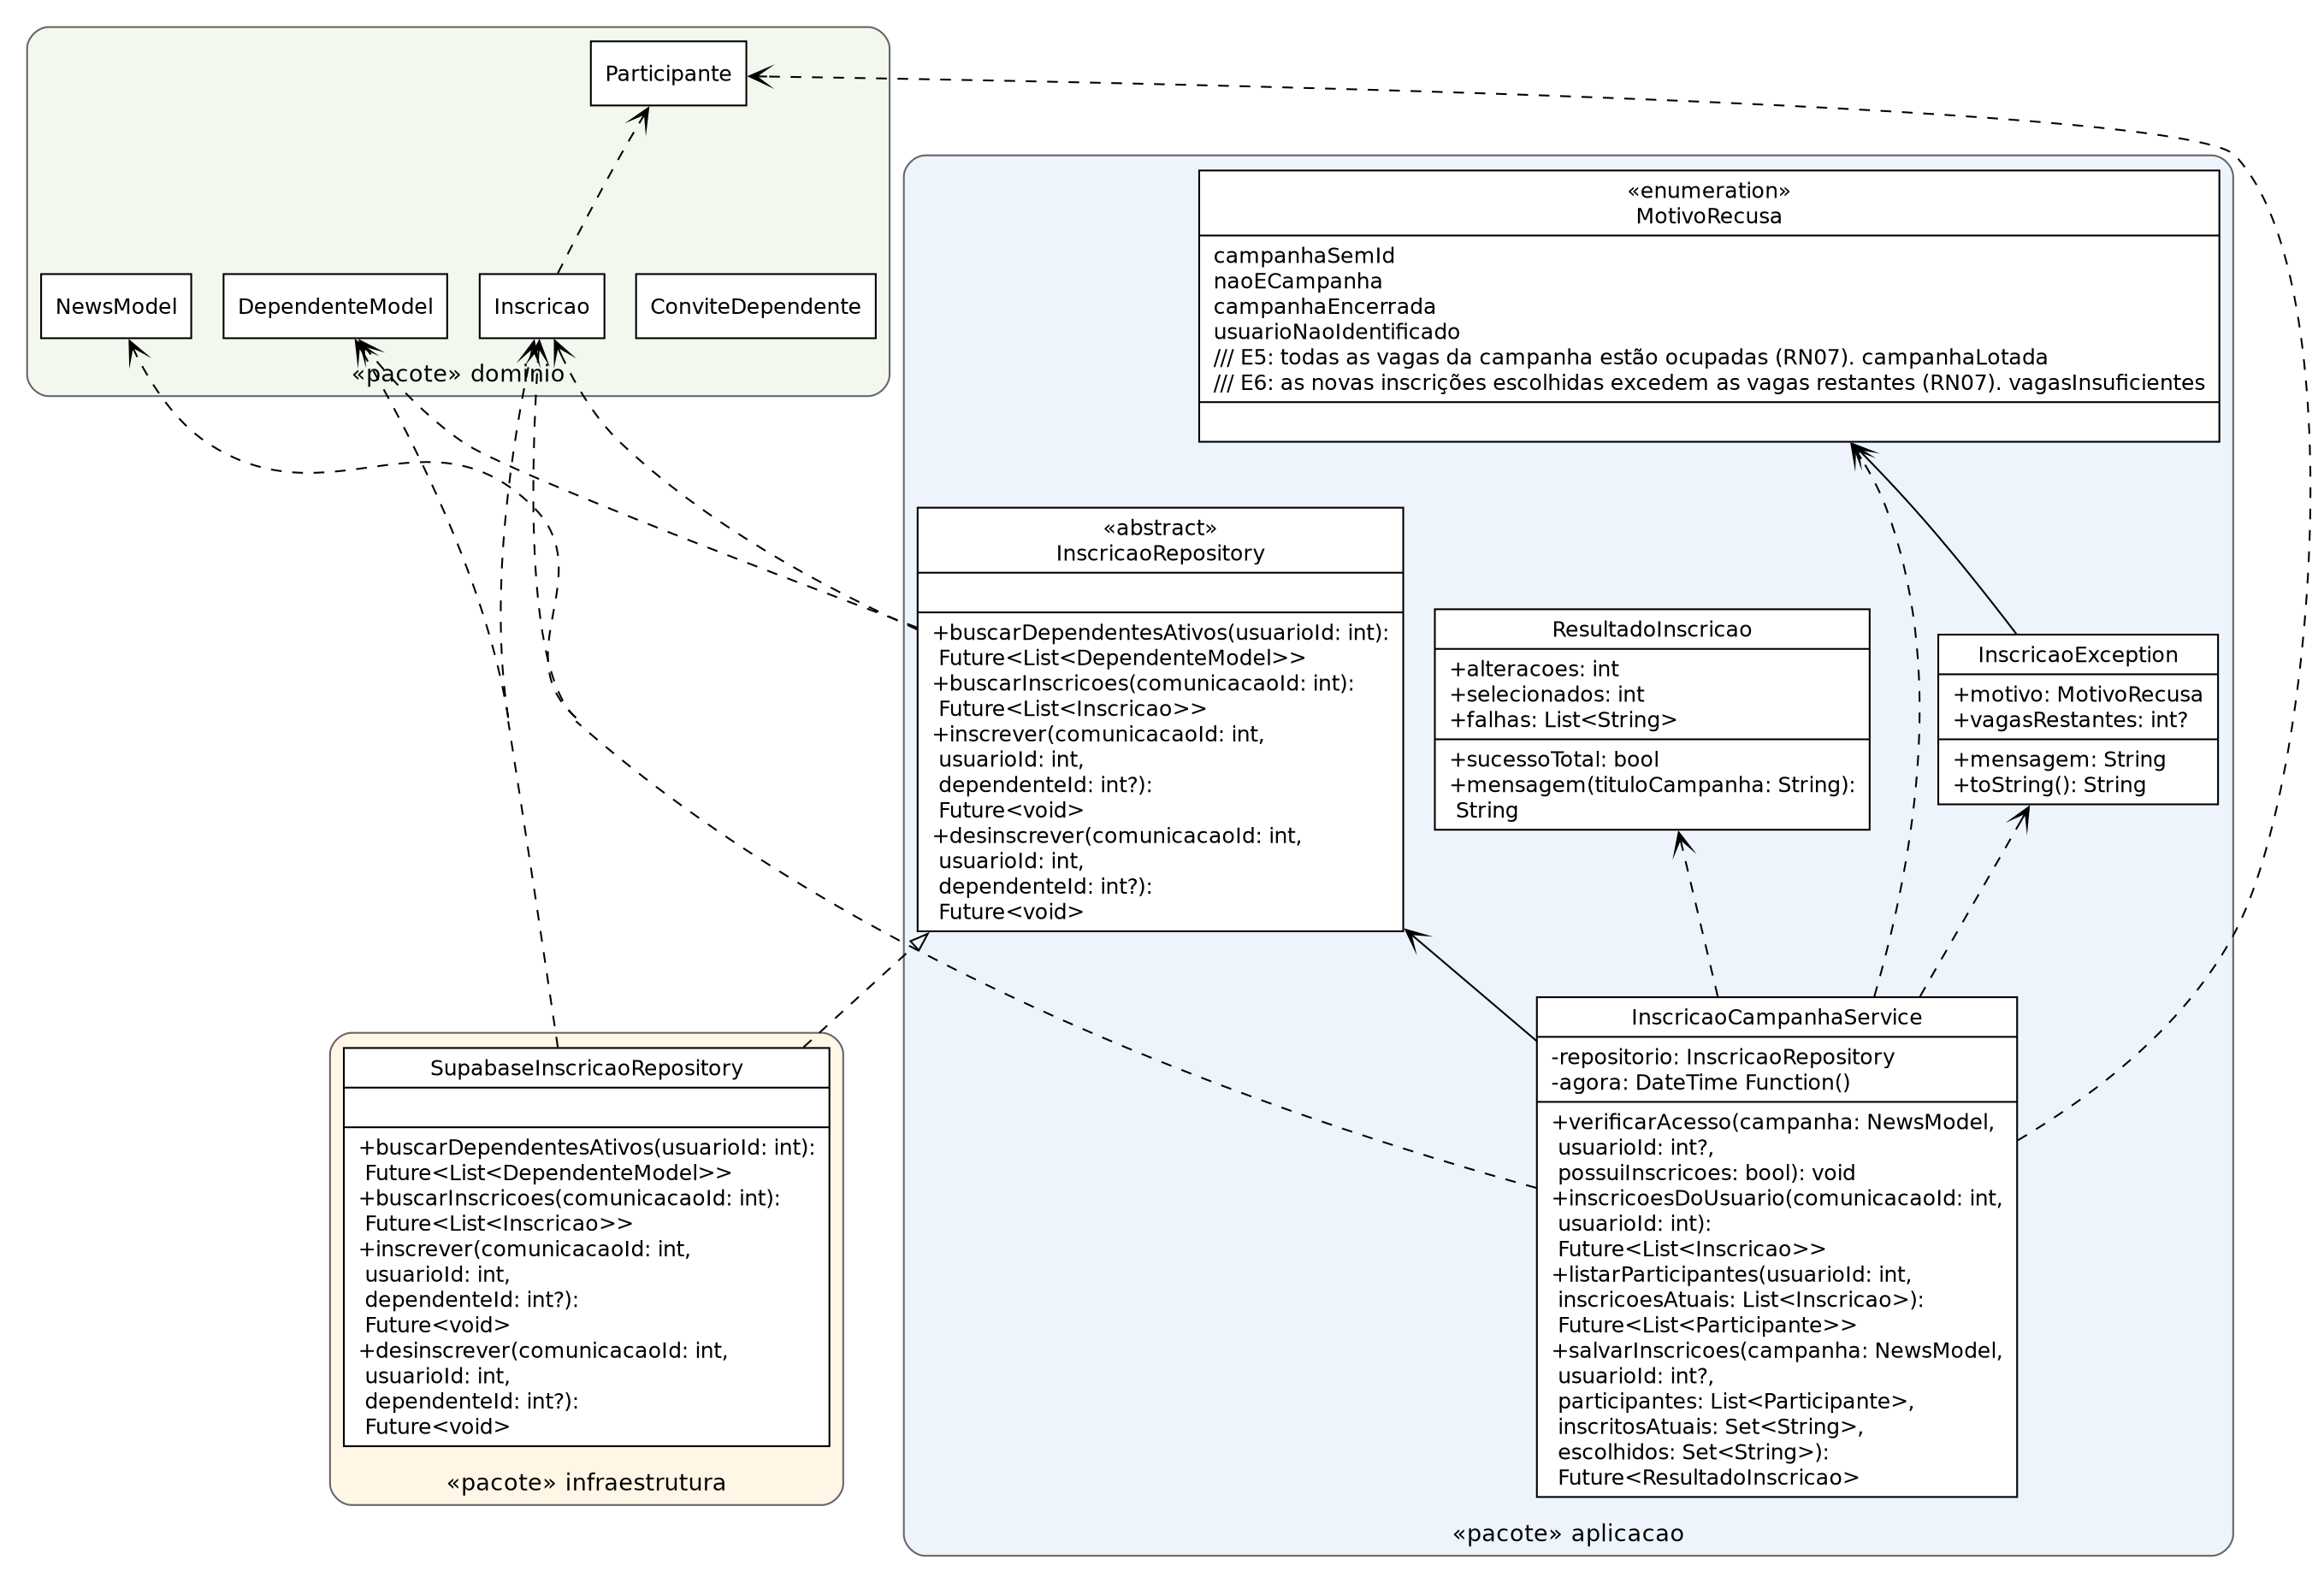 Participante
NewsModel
DependenteModel
Inscricao
ConviteDependente
«pacote» dominio
«enumeration»
MotivoRecusa
campanhaSemId
naoECampanha
campanhaEncerrada
usuarioNaoIdentificado
/// E5: todas as vagas da campanha estão ocupadas (RN07). campanhaLotada
/// E6: as novas inscrições escolhidas excedem as vagas restantes (RN07). vagasInsuficientes
«abstract»
InscricaoRepository
+buscarDependentesAtivos(usuarioId: int):
Future<List<DependenteModel>>
+buscarInscricoes(comunicacaoId: int):
Future<List<Inscricao>>
+inscrever(comunicacaoId: int,
usuarioId: int,
dependenteId: int?):
Future<void>
+desinscrever(comunicacaoId: int,
usuarioId: int,
dependenteId: int?):
Future<void>
ResultadoInscricao
+alteracoes: int
+selecionados: int
+falhas: List<String>
+sucessoTotal: bool
+mensagem(tituloCampanha: String):
String
InscricaoException
+motivo: MotivoRecusa
+vagasRestantes: int?
+mensagem: String
+toString(): String
SupabaseInscricaoRepository
+buscarDependentesAtivos(usuarioId: int):
Future<List<DependenteModel>>
+buscarInscricoes(comunicacaoId: int):
Future<List<Inscricao>>
+inscrever(comunicacaoId: int,
usuarioId: int,
dependenteId: int?):
Future<void>
+desinscrever(comunicacaoId: int,
usuarioId: int,
dependenteId: int?):
Future<void>
«pacote» infraestrutura
InscricaoCampanhaService
-repositorio: InscricaoRepository
-agora: DateTime Function()
+verificarAcesso(campanha: NewsModel,
usuarioId: int?,
possuiInscricoes: bool): void
+inscricoesDoUsuario(comunicacaoId: int,
usuarioId: int):
Future<List<Inscricao>>
+listarParticipantes(usuarioId: int,
inscricoesAtuais: List<Inscricao>):
Future<List<Participante>>
+salvarInscricoes(campanha: NewsModel,
usuarioId: int?,
participantes: List<Participante>,
inscritosAtuais: Set<String>,
escolhidos: Set<String>):
Future<ResultadoInscricao>
«pacote» aplicacao